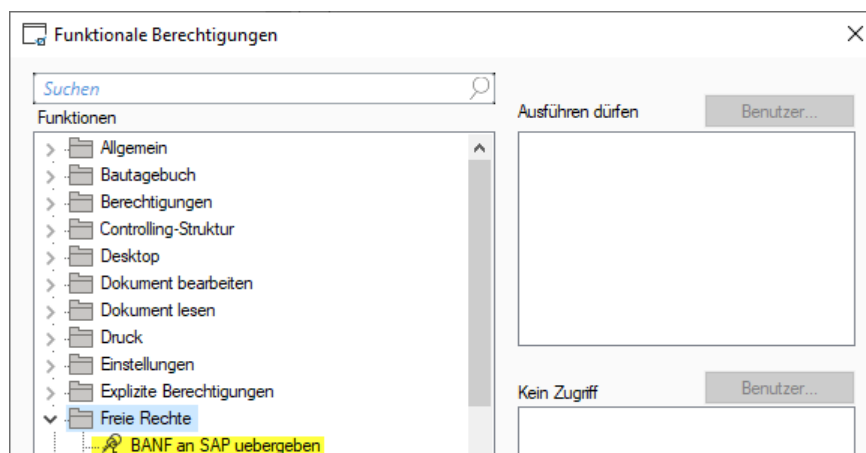 Funktionale Berechtigungen
Suchen
Funktionen
Allgemein
Bautagebuch
Berechtigungen
Controlling-Struktur
Desktop
Dokument bearbeiten
Dokument lesen
Druck
Einstellungen
Explizite Berechtigungen
Freie Rechte
BANF an SAP uebergeben
Ausführen dürfen
Benutzer...
Kein Zugriff
Benutzer...